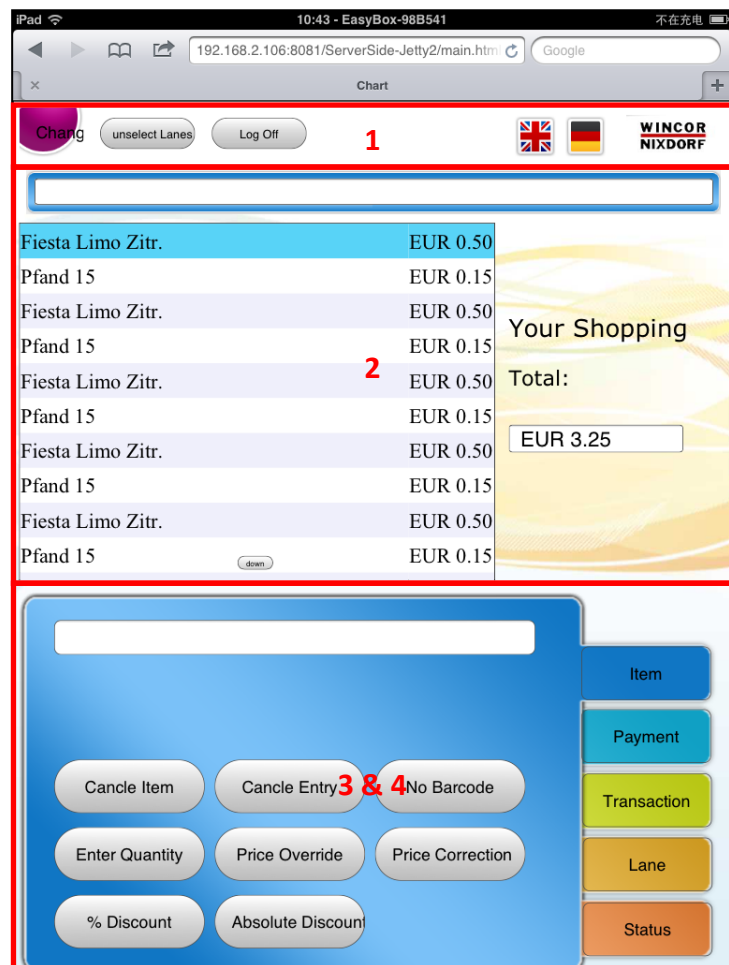 iPad 10:43 - EasyBox-98B541 不在充电
192.168.2.106:8081/ServerSide-Jetty2/main.htm Google
Chart
Chang unselect Lanes Log Off 1 WINCOR NIXDORF
Fiesta Limo Zitr. EUR 0.50
Pfand 15 EUR 0.15
Fiesta Limo Zitr. EUR 0.50
Pfand 15 EUR 0.15
Fiesta Limo Zitr. EUR 0.50
Pfand 15 EUR 0.15
Fiesta Limo Zitr. EUR 0.50
Pfand 15 EUR 0.15
Fiesta Limo Zitr. EUR 0.50
Pfand 15 EUR 0.15
down
2
Your Shopping
Total:
EUR 3.25
Cancle Item Cancle Entry 3 & 4 No Barcode
Enter Quantity Price Override Price Correction
% Discount Absolute Discount
Item
Payment
Transaction
Lane
Status